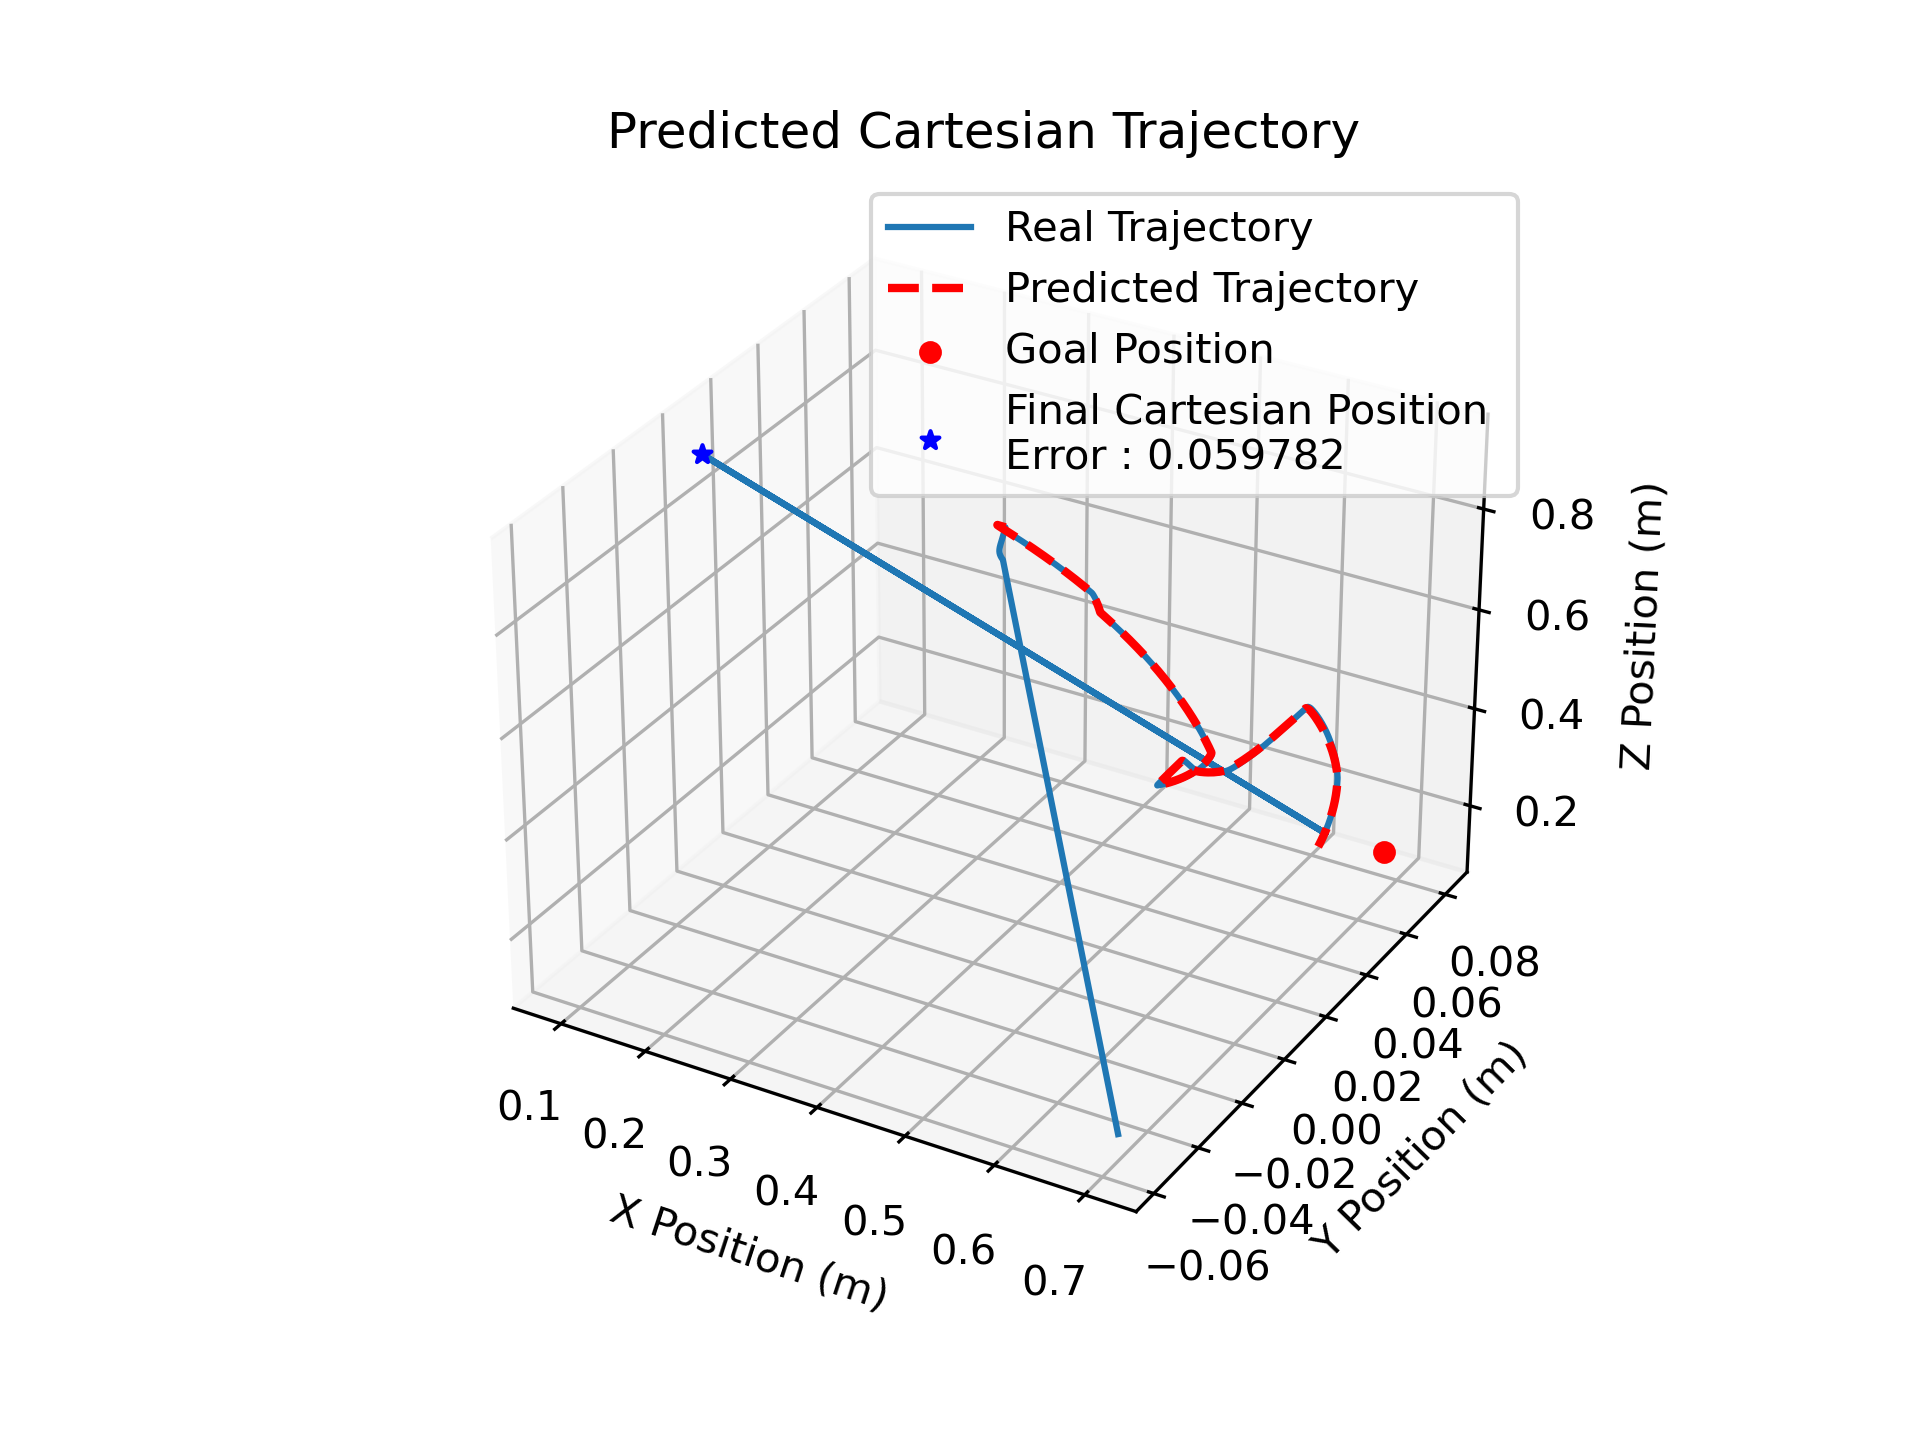 Predicted Cartesian Trajectory
Real Trajectory
Predicted Trajectory
Goal Position
Final Cartesian Position
Error : 0.059782
0.8
0.6
0.4
0.2
Z Position (m)
0.08
0.06
0.04
0.02
0.00
−0.02
−0.04
−0.06
Y Position (m)
0.1
0.2
0.3
0.4
0.5
0.6
0.7
X Position (m)